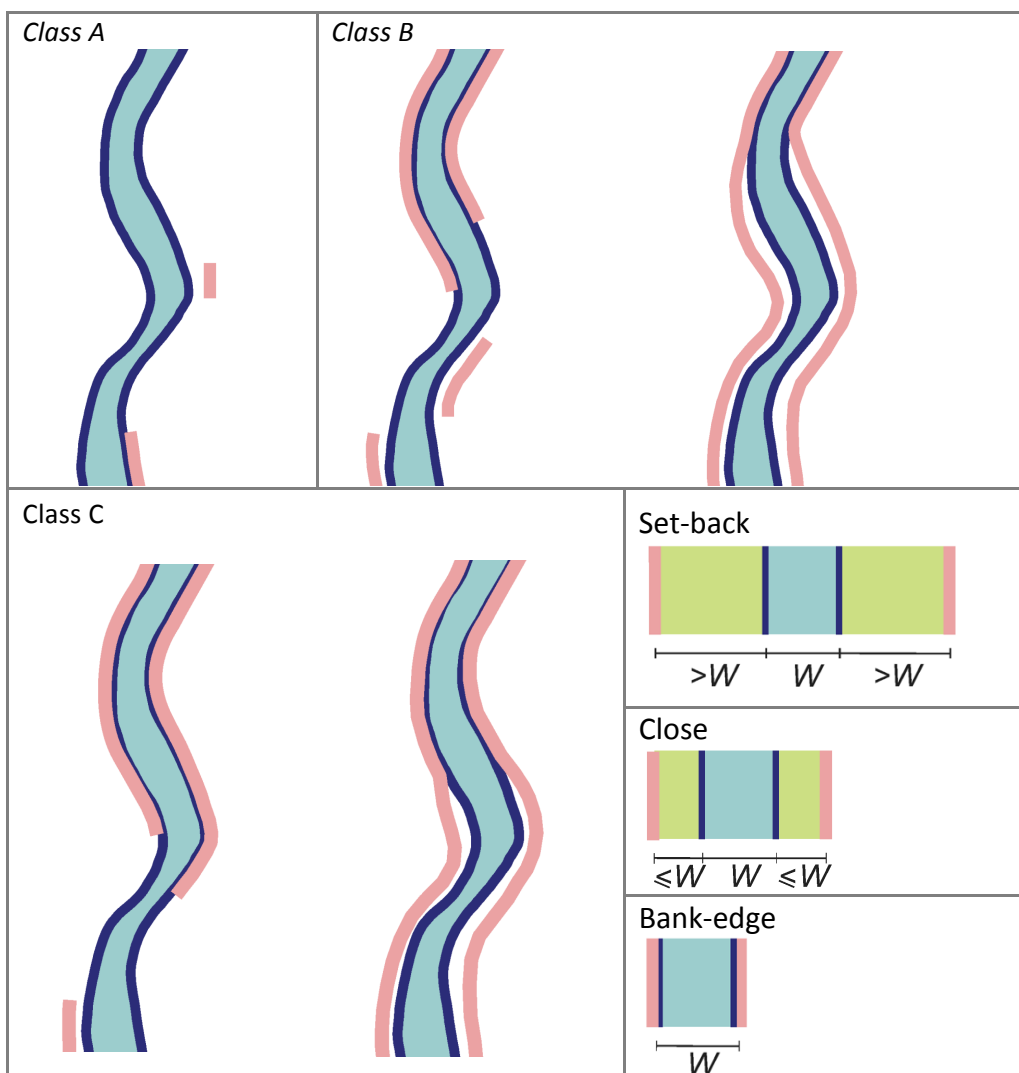 Class A
Class B
Class C
Set-back
>W W >W
Close
⩽W W ⩽W
Bank-edge
W